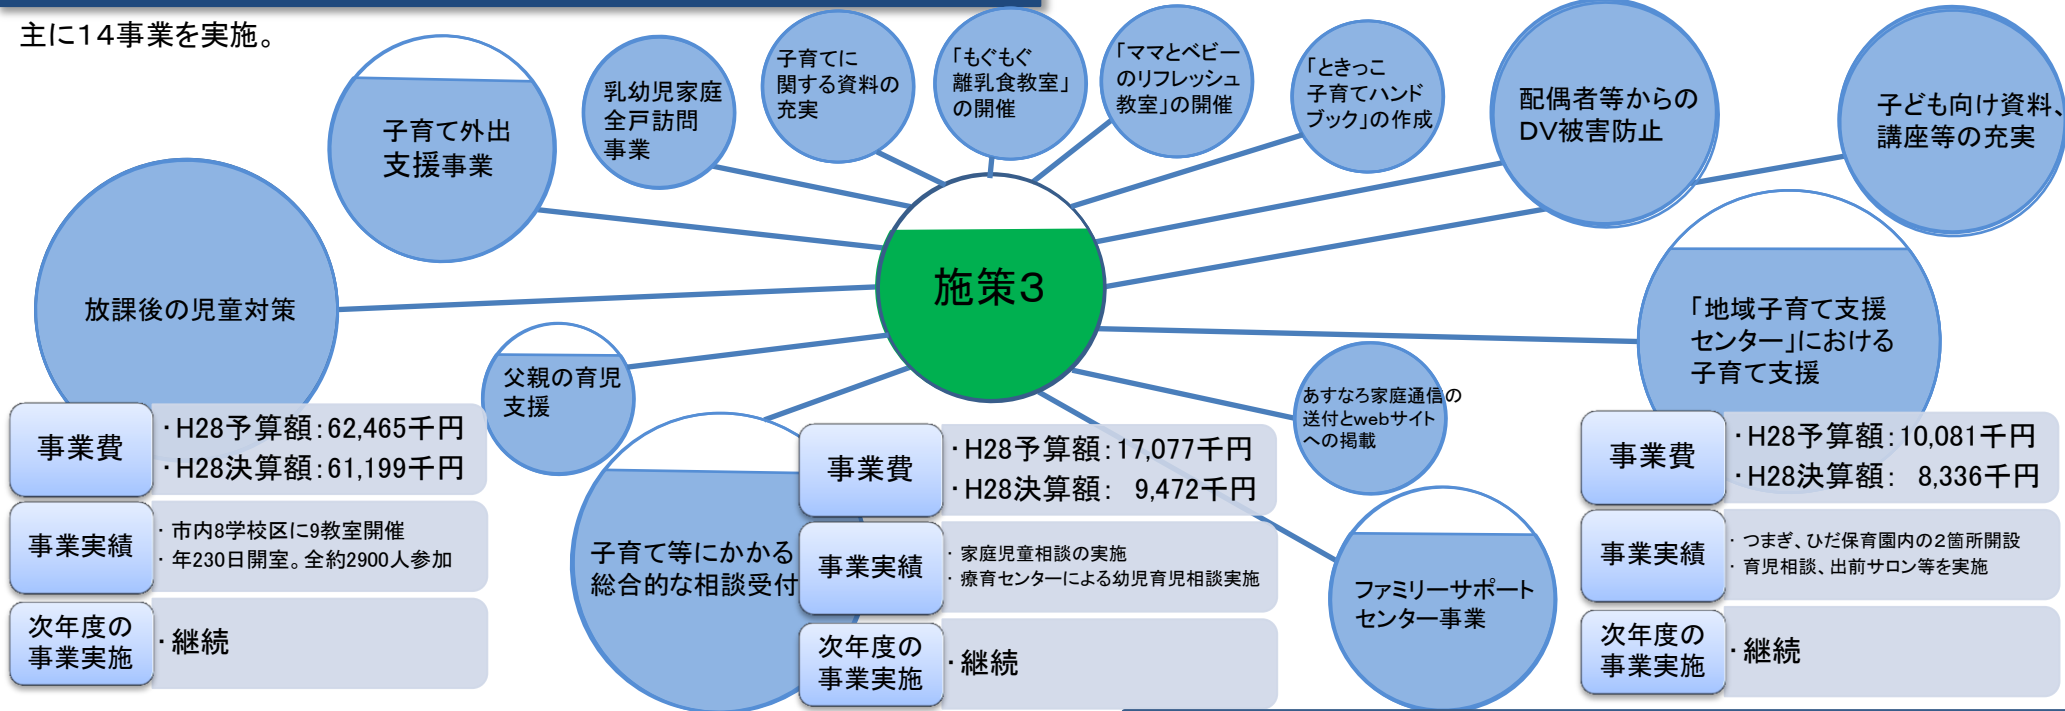 主に14事業を実施。
子育て外出
支援事業
乳幼児家庭
全戸訪問
事業
子育てに
関する資料の
充実
「もぐもぐ
離乳食教室」
の開催
「ママとベビー
のリフレッシュ
教室」の開催
「ときっこ
子育てハンド
ブック」の作成
配偶者等からの
DV被害防止
子ども向け資料、
講座等の充実
施策3
放課後の児童対策
「地域子育て支援
センター」における
子育て支援
父親の育児
支援
あすなろ家庭通信の
送付とwebサイト
への掲載
子育て等にかかる
総合的な相談受付
ファミリーサポート
センター事業
事業費
・H28予算額:62,465千円
・H28決算額:61,199千円
事業実績
・市内8学校区に9教室開催
・年230日開室。全約2900人参加
次年度の
事業実施
・継続
事業費
・H28予算額:17,077千円
・H28決算額: 9,472千円
事業実績
・家庭児童相談の実施
・療育センターによる幼児育児相談実施
次年度の
事業実施
・継続
事業費
・H28予算額:10,081千円
・H28決算額: 8,336千円
事業実績
・つまぎ、ひだ保育園内の2箇所開設
・育児相談、出前サロン等を実施
次年度の
事業実施
・継続